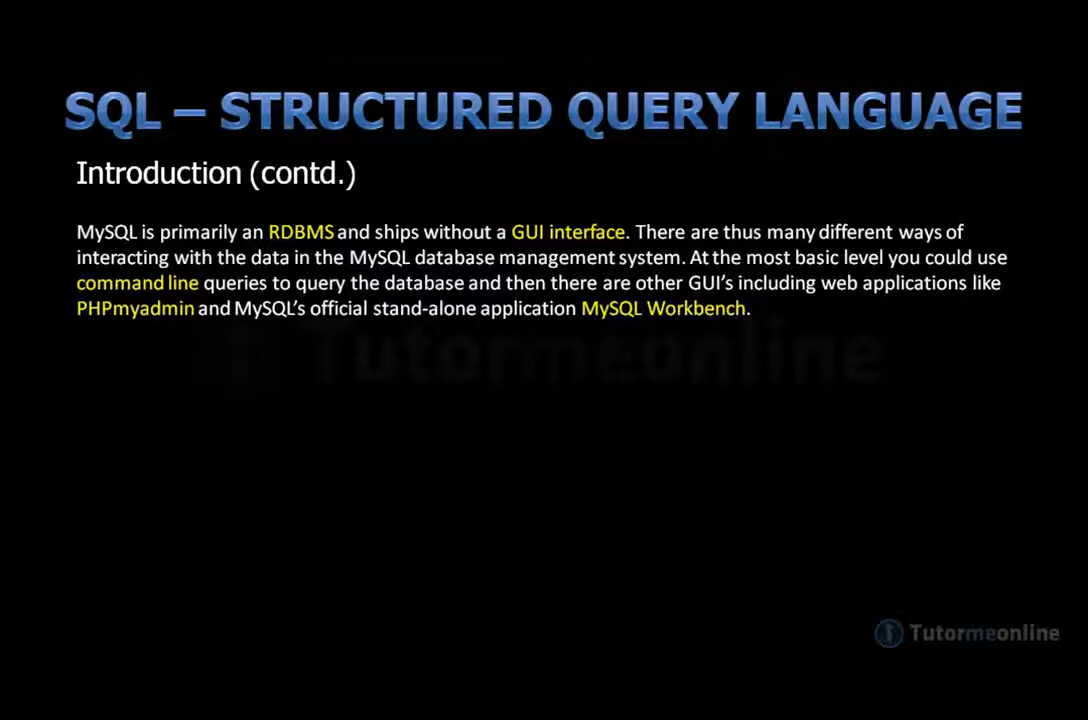 SQL – STRUCTURED QUERY LANGUAGE
Introduction (contd.)
MySQL is primarily an RDBMS and ships without a GUI interface. There are thus many different ways of
interacting with the data in the MySQL database management system. At the most basic level you could use
command line queries to query the database and then there are other GUI’s including web applications like
PHPmyadmin and MySQL’s official stand-alone application MySQL Workbench.
Tutormeonline
Tutormeonline